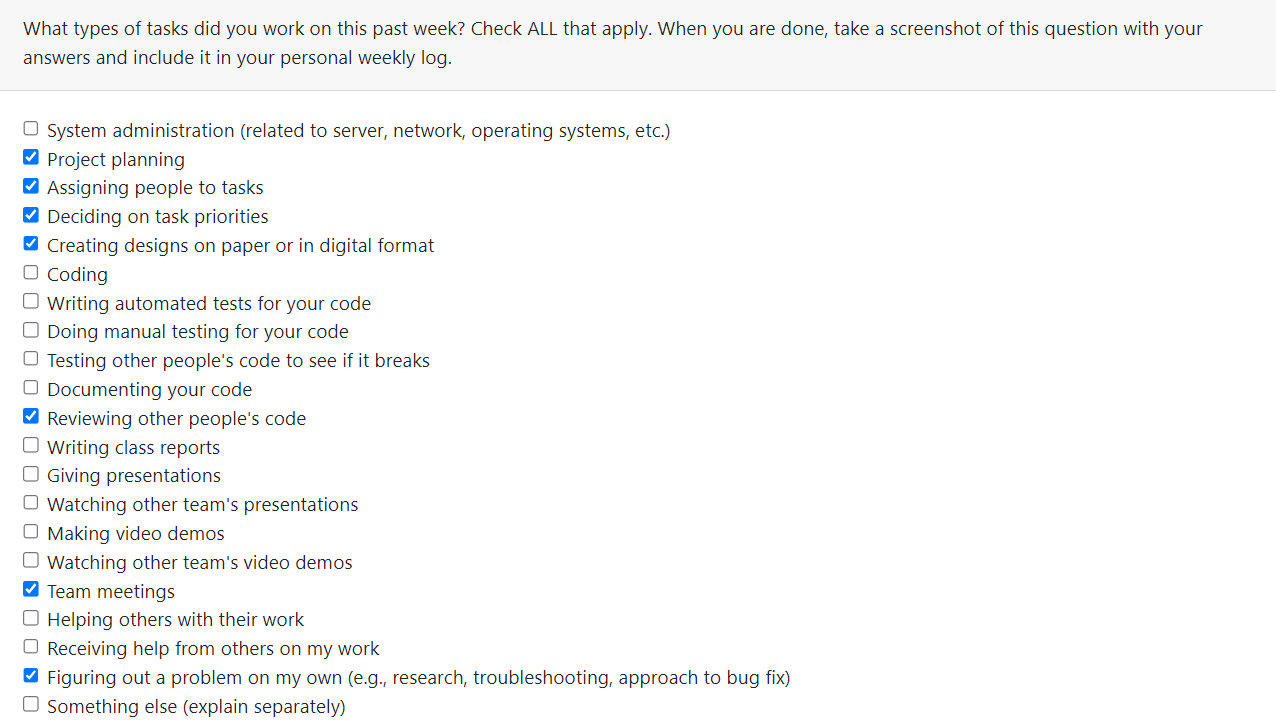 What types of tasks did you work on this past week? Check ALL that apply. When you are done, take a screenshot of this question with your
answers and include it in your personal weekly log.
System administration (related to server, network, operating systems, etc.)
Project planning
Assigning people to tasks
Deciding on task priorities
Creating designs on paper or in digital format
Coding
Writing automated tests for your code
Doing manual testing for your code
Testing other people's code to see if it breaks
Documenting your code
Reviewing other people's code
Writing class reports
Giving presentations
Watching other team's presentations
Making video demos
Watching other team's video demos
Team meetings
Helping others with their work
Receiving help from others on my work
Figuring out a problem on my own (e.g., research, troubleshooting, approach to bug fix)
Something else (explain separately)